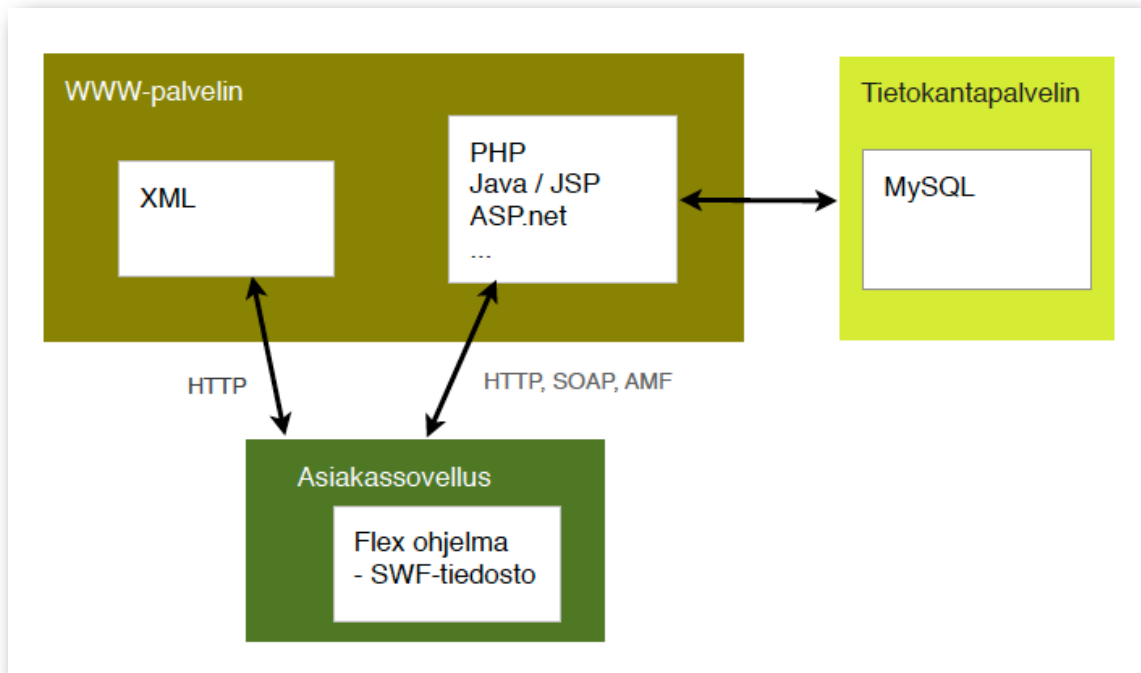 WWW-palvelin
XML
PHP
Java / JSP
ASP.net
...
Tietokantapalvelin
MySQL
HTTP
HTTP, SOAP, AMF
Asiakassovellus
Flex ohjelma
- SWF-tiedosto